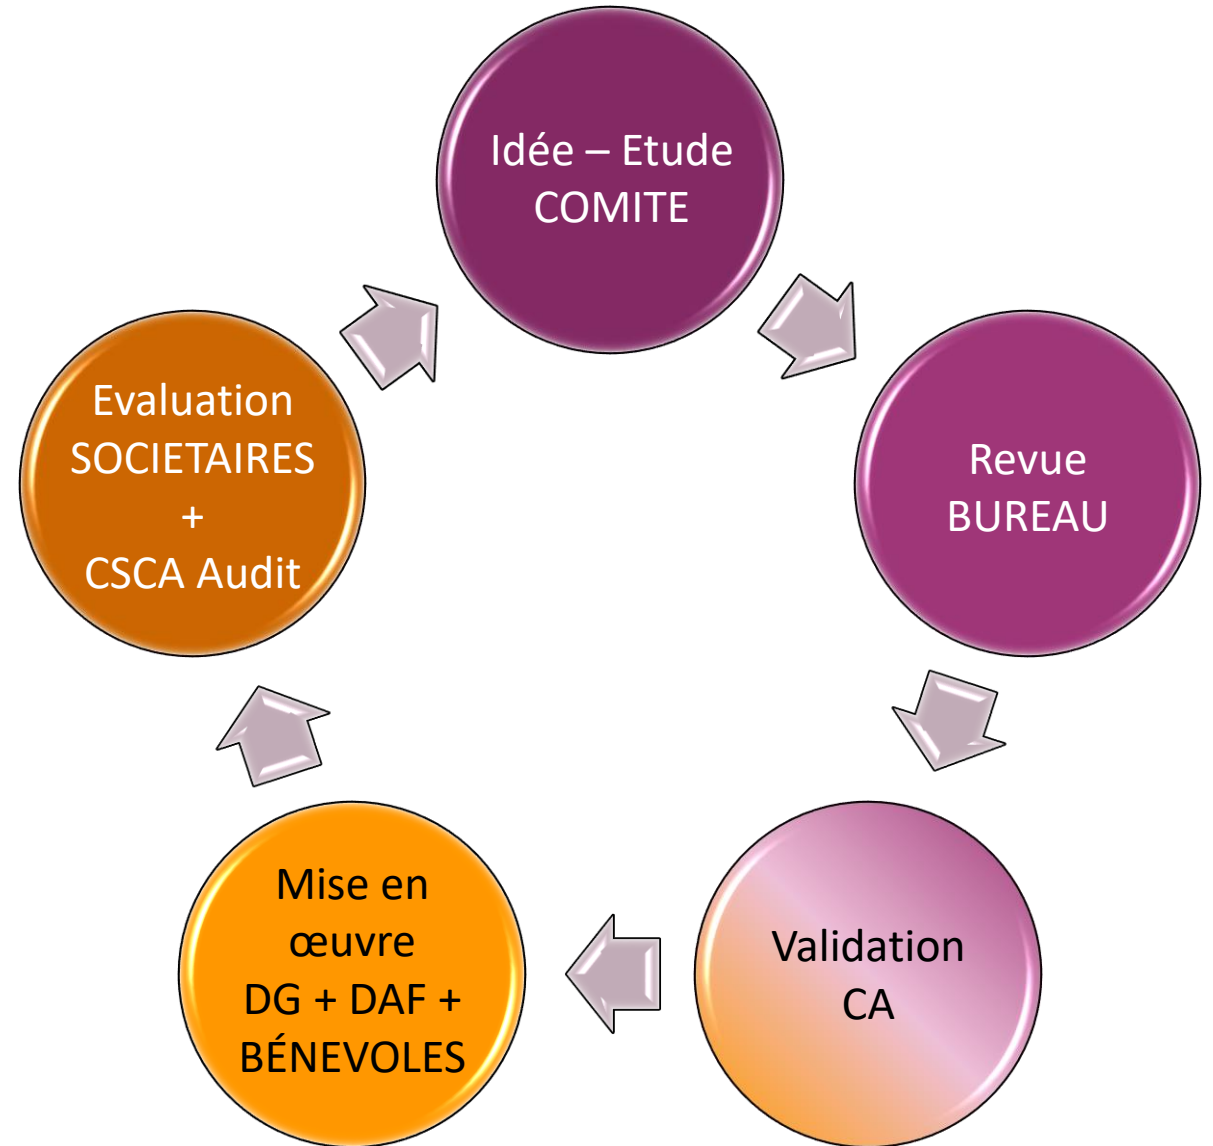 Idée – Etude
COMITE
Revue
BUREAU
Validation
CA
Mise en
œuvre
DG + DAF +
BÉNEVOLES
Evaluation
SOCIETAIRES
+
CSCA Audit